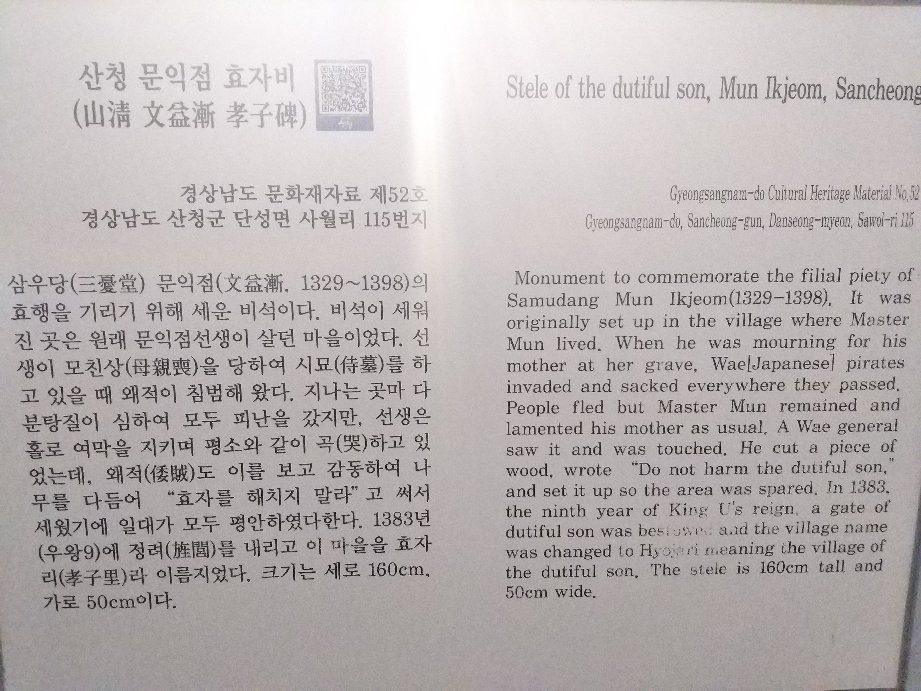 산청 문익점 효자비
(山淸 文益漸 孝子碑)
경상남도 문화재자료 제52호
경상남도 산청군 단성면 사월리 115번지
삼우당(三憂堂) 문익점(文益漸, 1329~1398)의
효행을 기리기 위해 세운 비석이다. 비석이 세워
진 곳은 원래 문익점선생이 살던 마을이었다. 선
생이 모친상(母親喪)을 당하여 시묘(侍墓)를 하
고 있을 때 왜적이 침범해 왔다. 지나는 곳마 다
분탕질이 심하여 모두 피난을 갔지만, 선생은
홀로 여막을 지키며 평소와 같이 곡(哭)하고 있
었는데, 왜적(倭賊)도 이를 보고 감동하여 나
무를 다듬어 “효자를 해치지 말라”고 써서
세웠기에 일대가 모두 평안하였다한다. 1383년
(우왕9)에 정려(旌閭)를 내리고 이 마을을 효자
리(孝子里)라 이름지었다. 크기는 세로 160cm,
가로 50cm이다.
Stele of the dutiful son, Mun Ikjeom, Sancheong
Gyeongsangnam-do Cultural Heritage Material No.52
Gyeongsangnam-do, Sancheong-gun, Danseong-myeon, Sawol-ri 115
Monument to commemorate the filial piety of
Samudang Mun Ikjeom(1329-1398). It was
originally set up in the village where Master
Mun lived. When he was mourning for his
mother at her grave, Wae[Japanese] pirates
invaded and sacked everywhere they passed.
People fled but Master Mun remained and
lamented his mother as usual. A Wae general
saw it and was touched. He cut a piece of
wood, wrote “Do not harm the dutiful son,”
and set it up so the area was spared. In 1383,
the ninth year of King U's reign, a gate of
dutiful son was bestowed and the village name
was changed to Hyojari meaning the village of
the dutiful son. The stele is 160cm tall and
50cm wide.